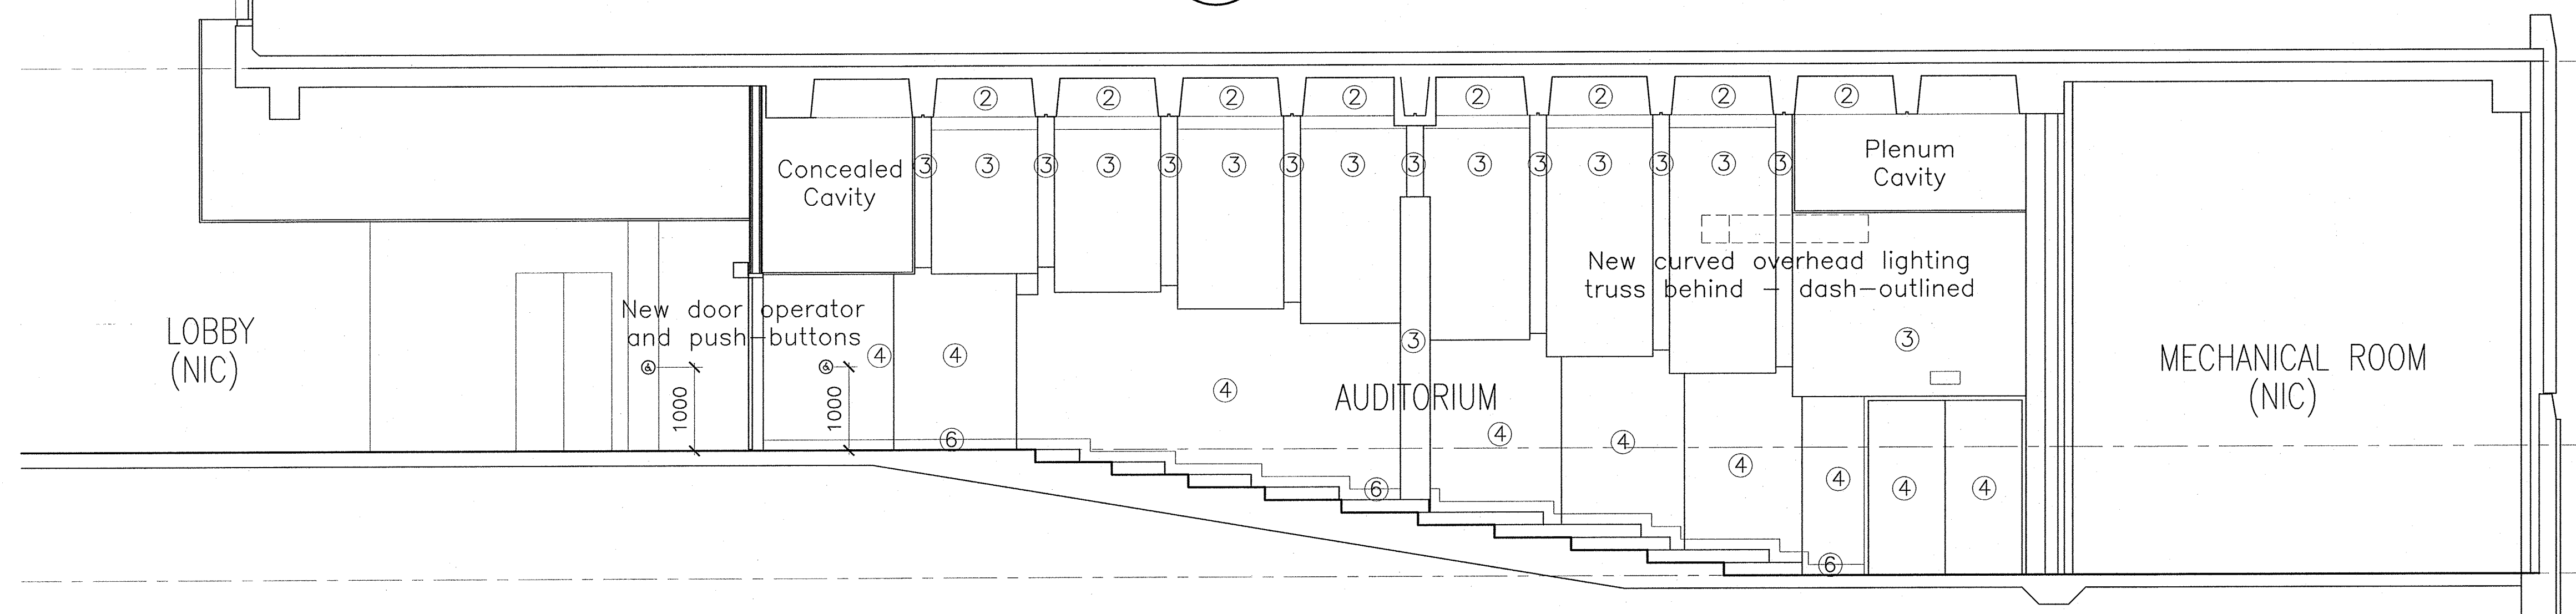 ② ② ② ② ② ② ② ②
Concealed
Cavity
③ ③ ③ ③ ③ ③ ③ ③ ③ ③ ③ ③ ③ ③ ③
Plenum
Cavity
New curved overhead lighting
truss behind - dash-outlined
New door operator
and push-buttons
LOBBY
(NIC)
1000
1000
④ ④ ④
③
③
AUDITORIUM
MECHANICAL ROOM
(NIC)
④ ④ ④ ④ ④ ④
⑥ ⑥ ⑥